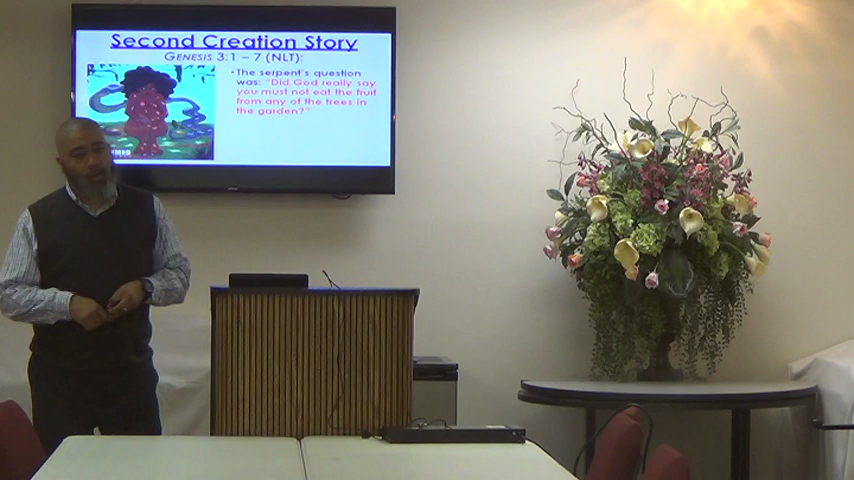 Second Creation Story
Genesis 3:1 – 7 (NLT):
• The serpent's question
was: "Did God really say
you must not eat the fruit
from any of the trees in
the garden?"